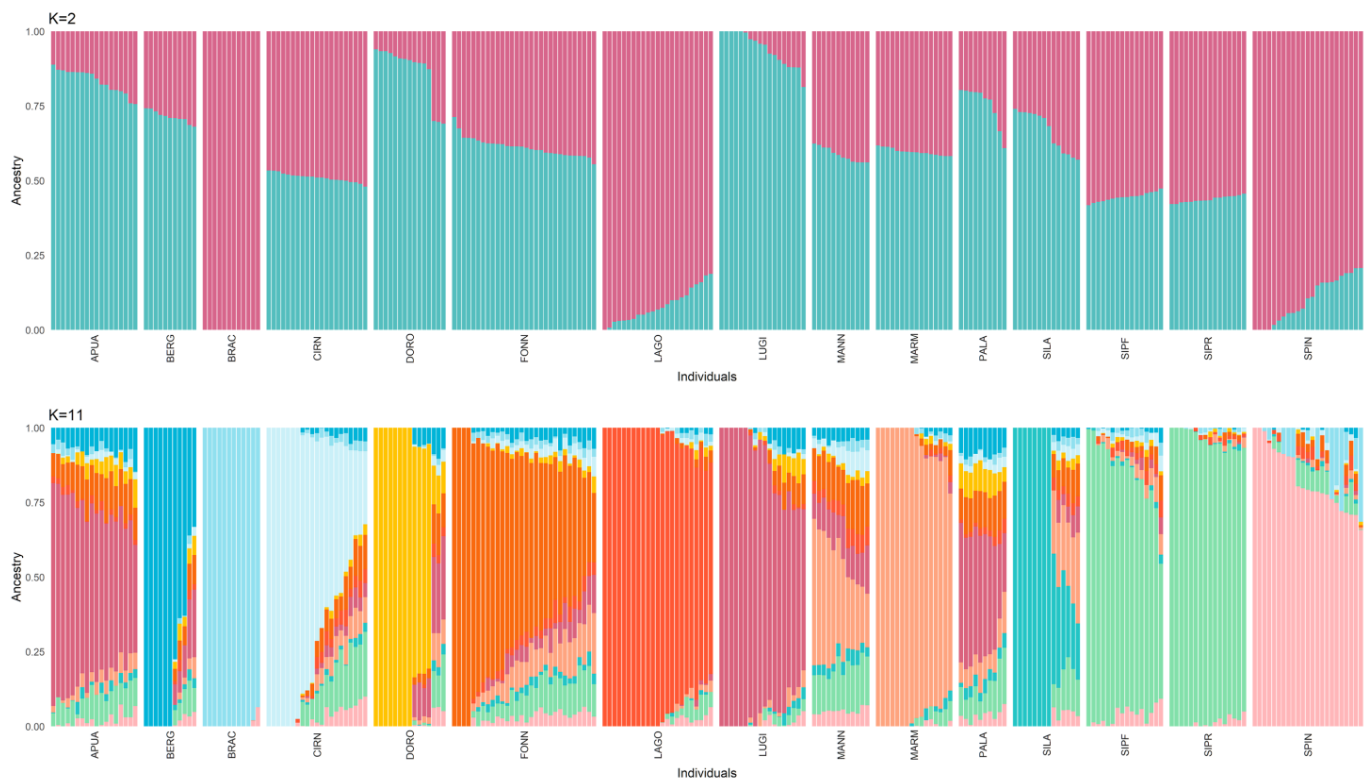 K=2
1.00
0.75
0.50
0.25
0.00
Ancestry
APUA BERG BRAC CIRN DORO FONN LAGO LUGI MANN MARM PALA SILA SIPF SIPR SPIN
Individuals
K=11
1.00
0.75
0.50
0.25
0.00
Ancestry
APUA BERG BRAC CIRN DORO FONN LAGO LUGI MANN MARM PALA SILA SIPF SIPR SPIN
Individuals